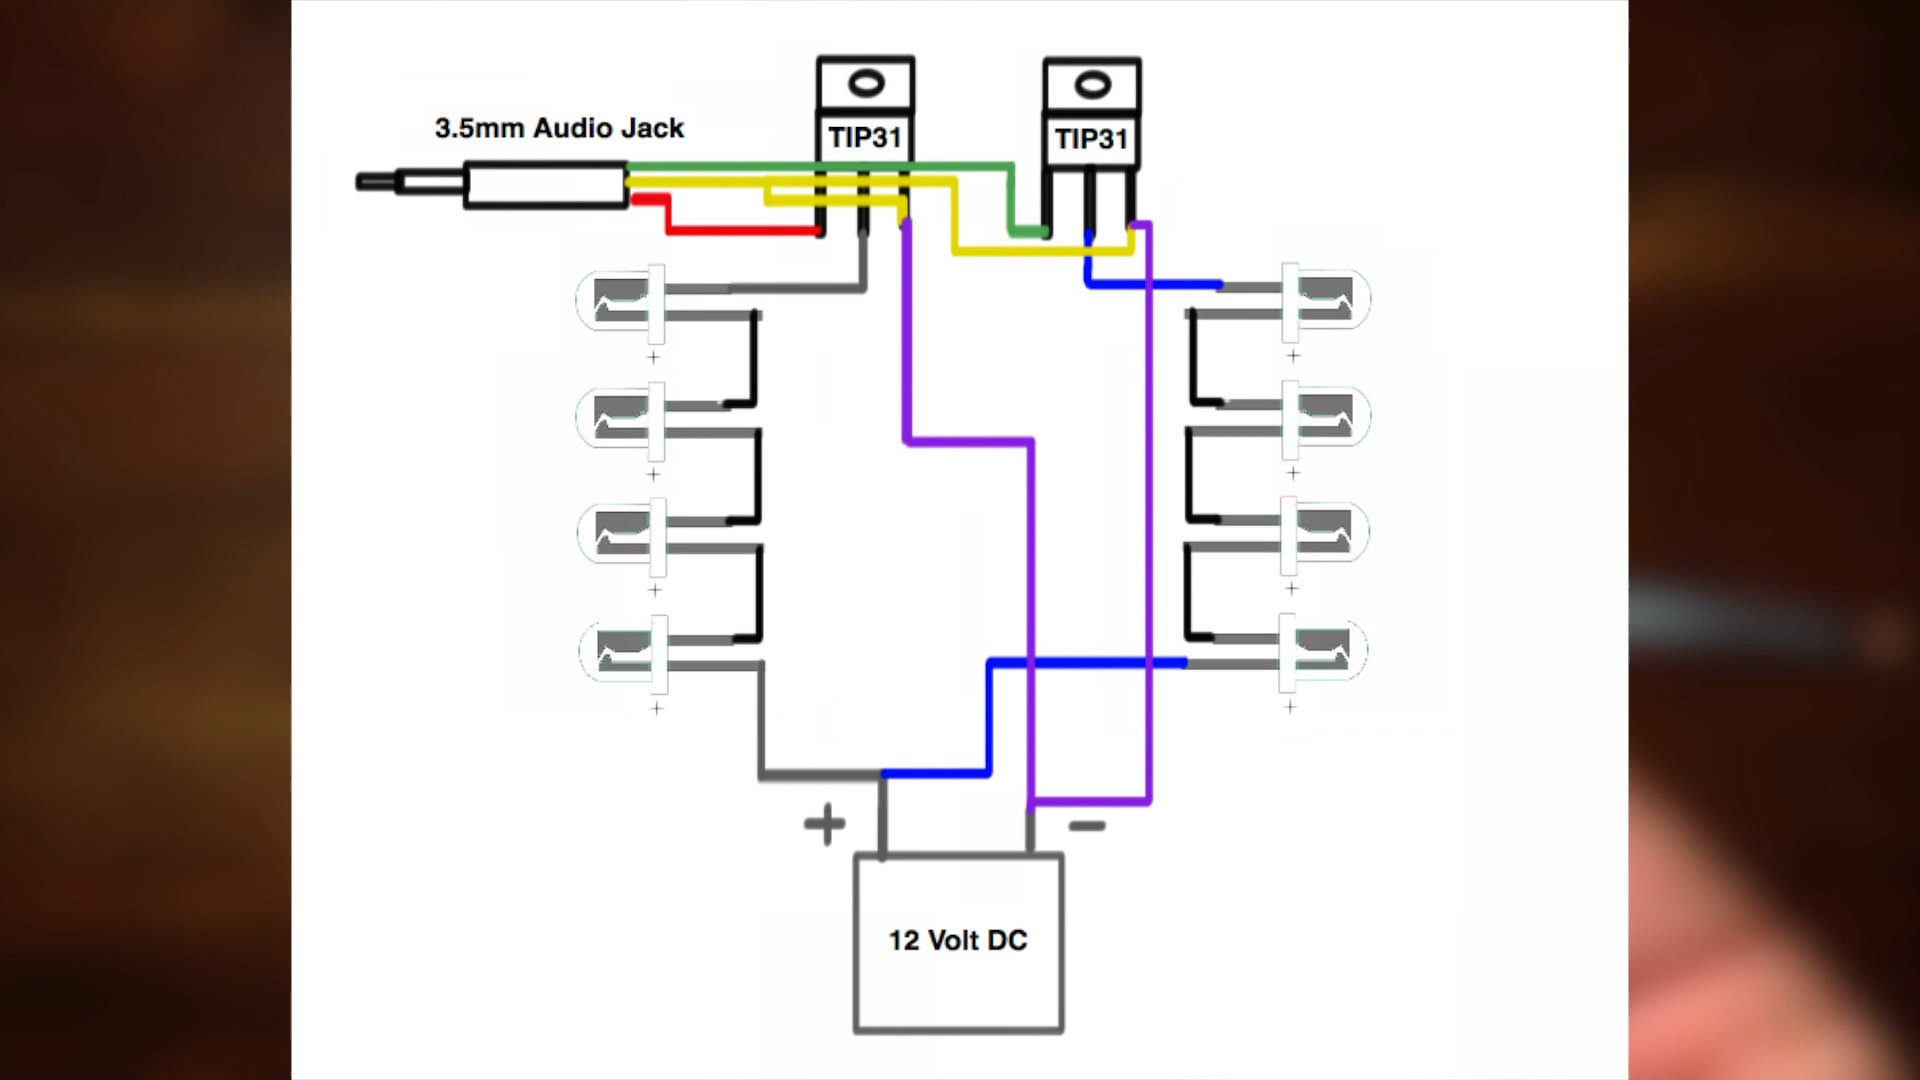 3.5mm Audio Jack
TIP31
TIP31
+
+
+
+
+
+
+
+
+
−
12 Volt DC